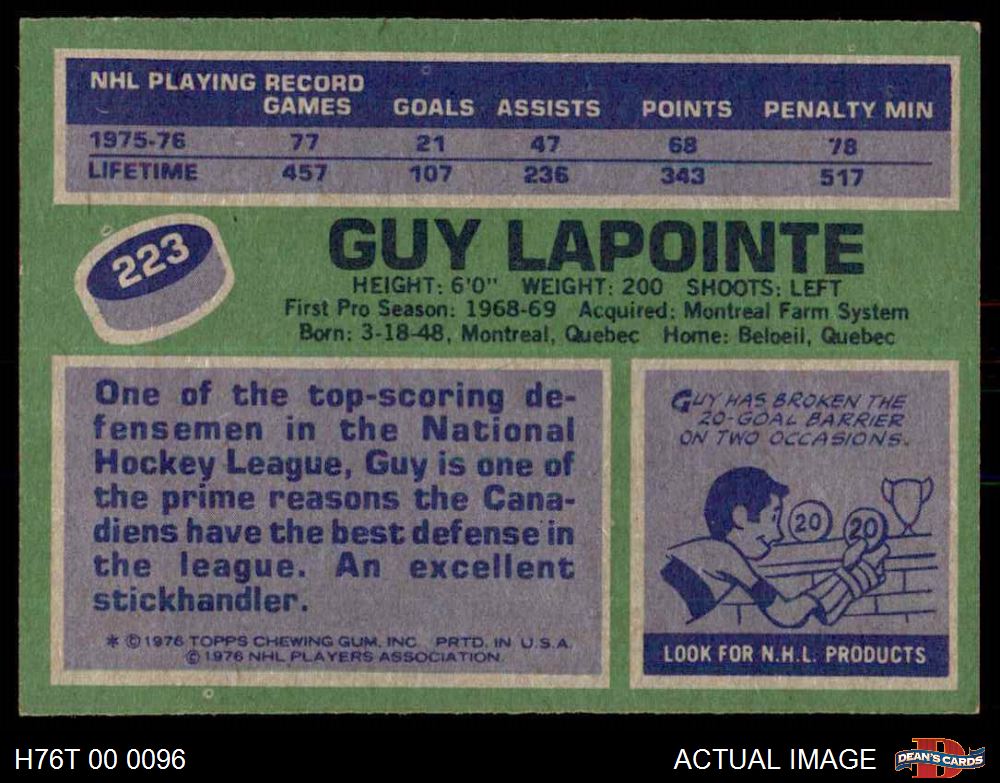 NHL PLAYING RECORD
GAMES GOALS ASSISTS POINTS PENALTY MIN
1975-76 77 21 47 68 78
LIFETIME 457 107 236 343 517
223
GUY LAPOINTE
HEIGHT: 6'0" WEIGHT: 200 SHOOTS: LEFT
First Pro Season: 1968-69 Acquired: Montreal Farm System
Born: 3-18-48, Montreal, Quebec Home: Beloeil, Quebec
One of the top-scoring de-
fensemen in the National
Hockey League, Guy is one of
the prime reasons the Cana-
diens have the best defense in
the league. An excellent
stickhandler.
* ©1976 TOPPS CHEWING GUM, INC. PRTD. IN U.S.A.
© 1976 NHL PLAYERS ASSOCIATION.
GUY HAS BROKEN THE
20-GOAL BARRIER
ON TWO OCCASIONS.
20 20
LOOK FOR N.H.L. PRODUCTS
H76T 00 0096
ACTUAL IMAGE
D
DEAN'S CARDS